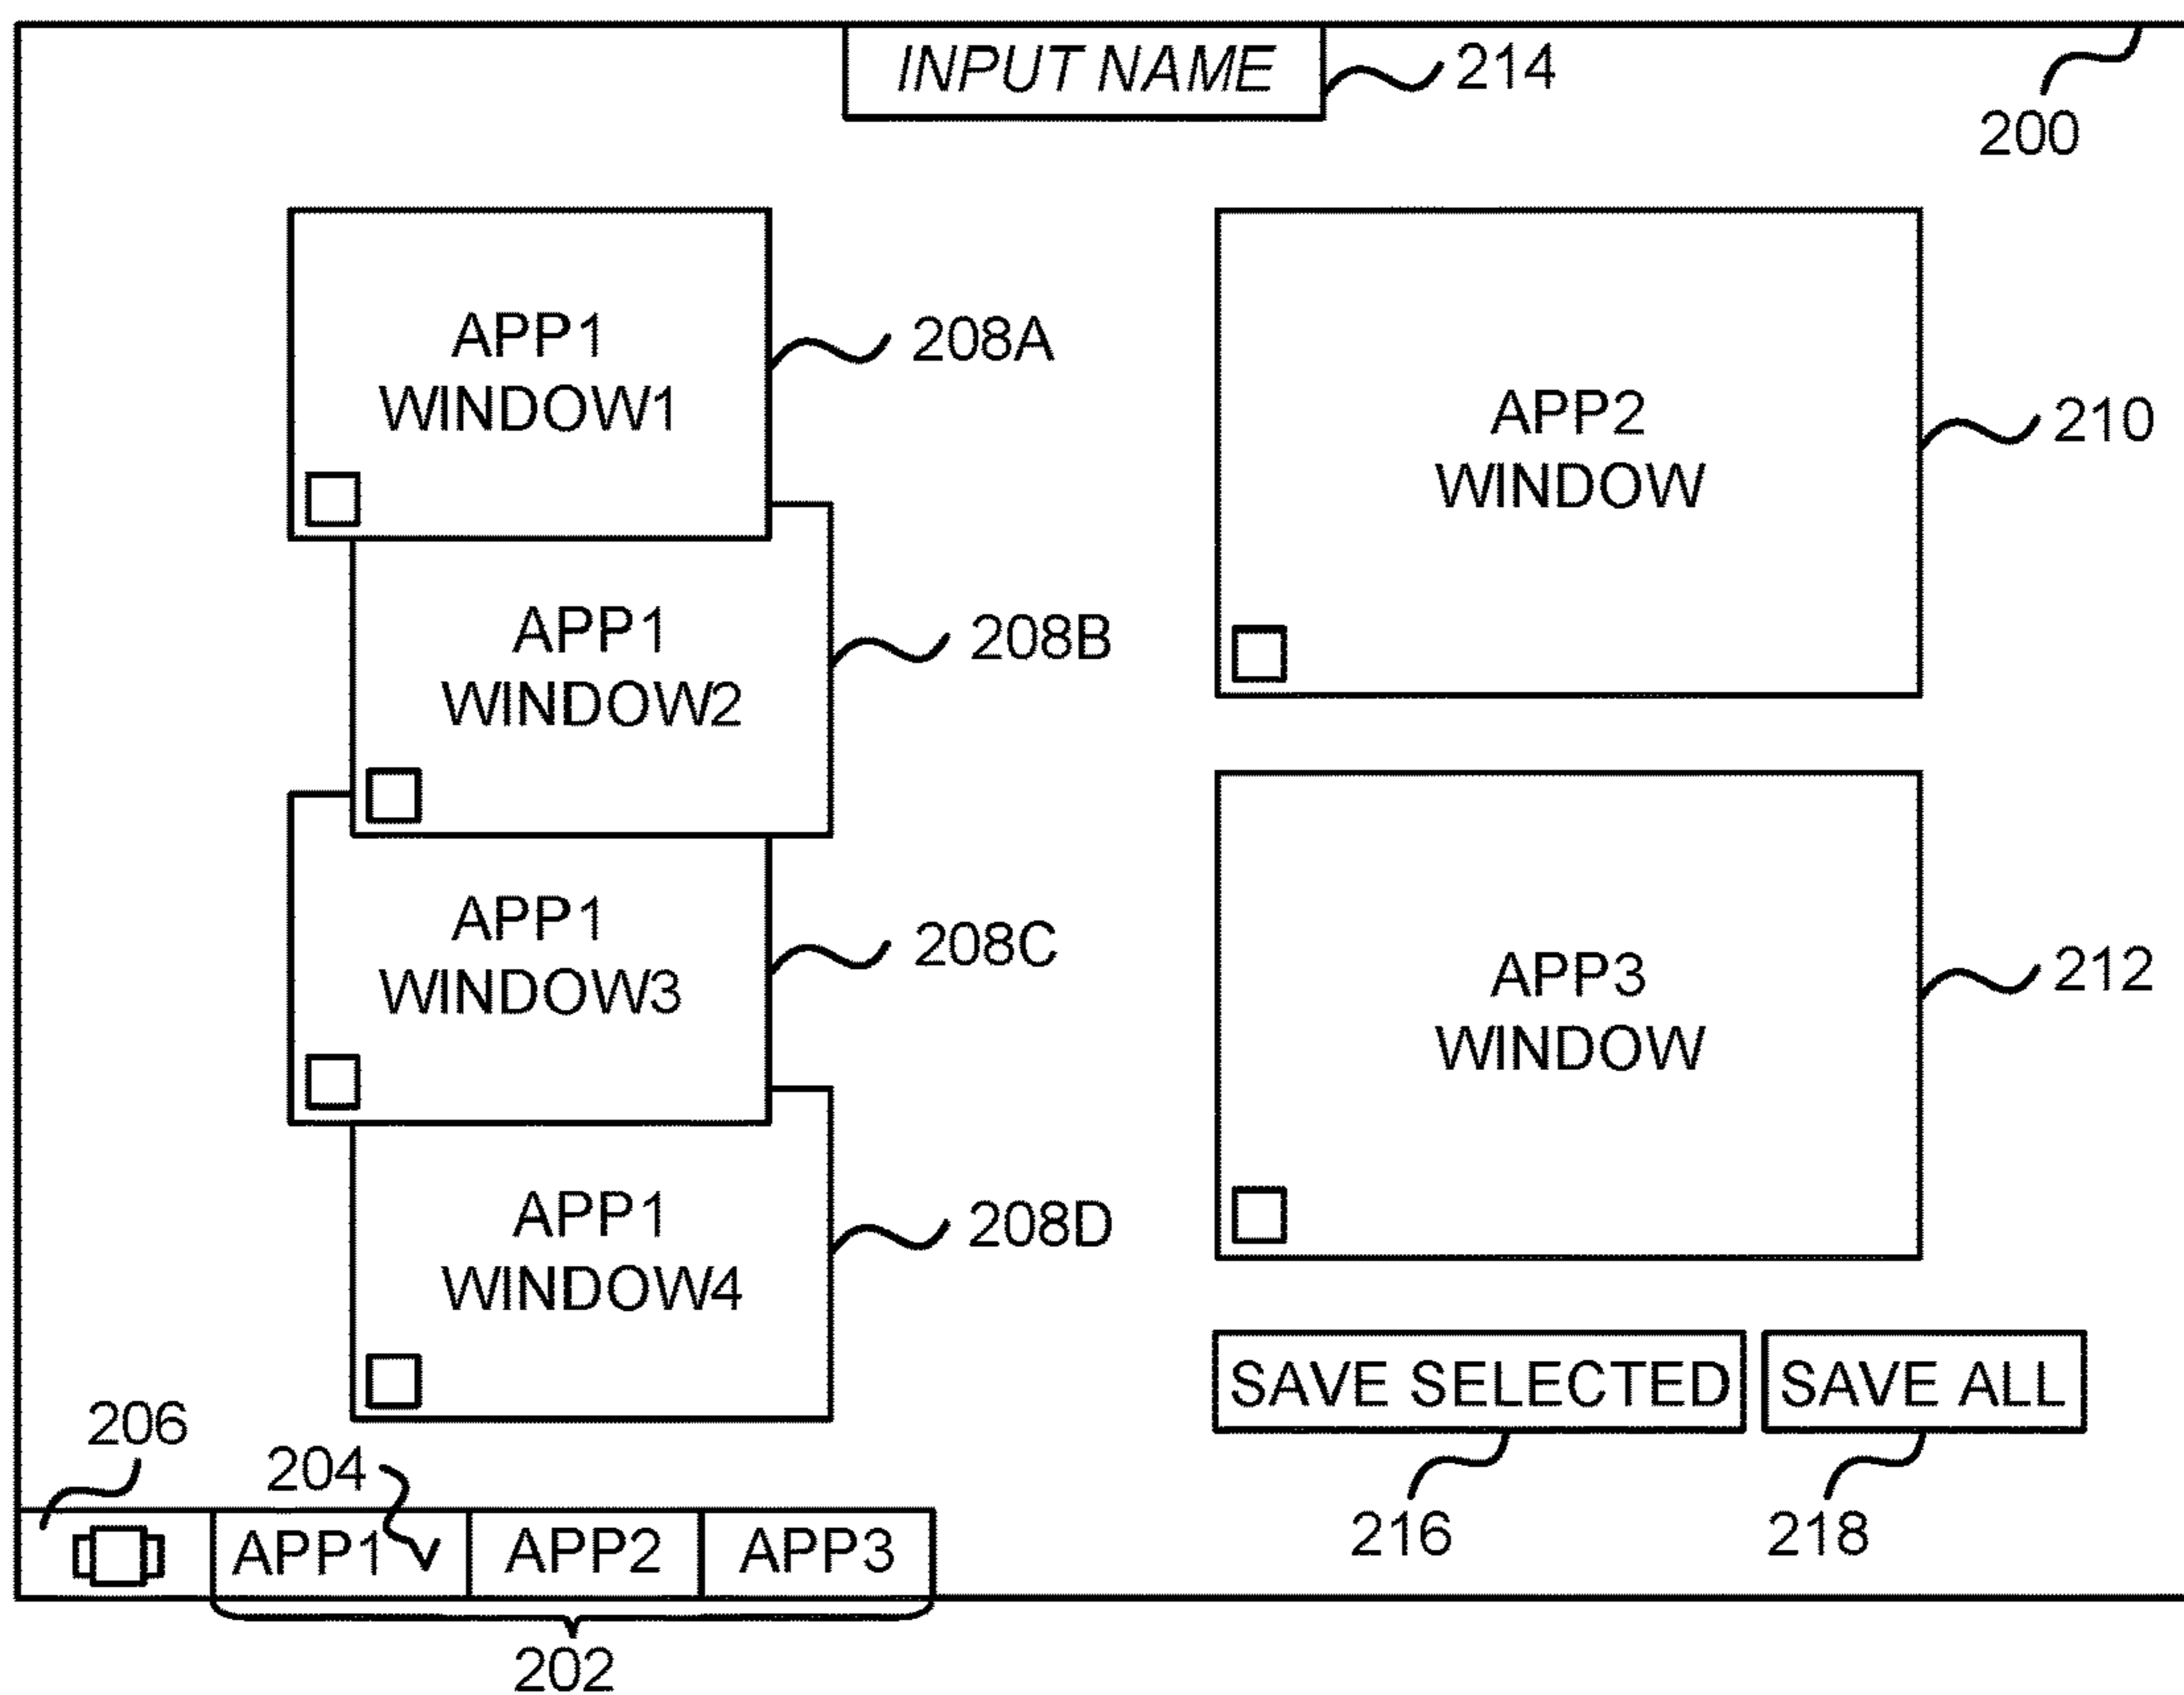 INPUT NAME
214
200
APP1
WINDOW1
208A
APP2
WINDOW
210
APP1
WINDOW2
208B
APP1
WINDOW3
208C
APP3
WINDOW
212
APP1
WINDOW4
208D
SAVE SELECTED
SAVE ALL
216
218
206
204
APP1
APP2
APP3
202